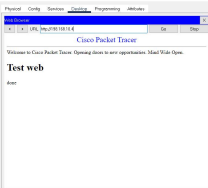 Physical Config Services Desktop Programming Attributes
Web Browser X
< > URL Go Stop
Cisco Packet Tracer
Welcome to Cisco Packet Tracer. Opening doors to new opportunities. Mind Wide Open.
Test web
done